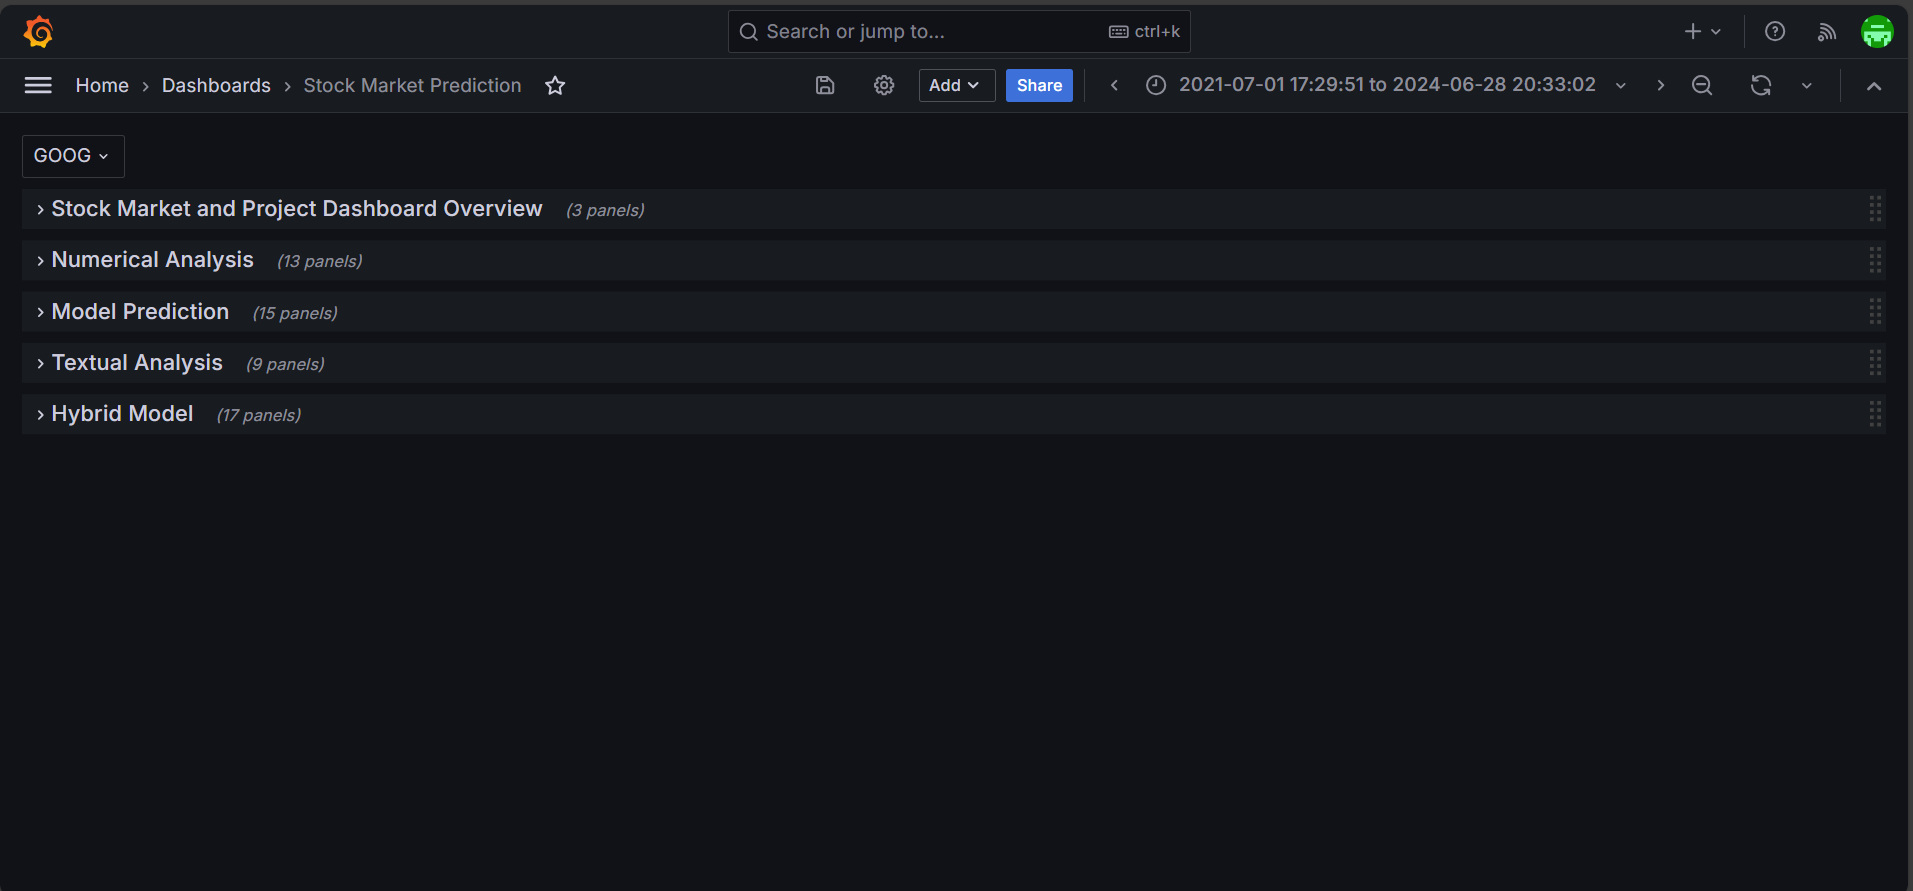 Search or jump to... ctrl+k
Home › Dashboards › Stock Market Prediction Add Share 2021-07-01 17:29:51 to 2024-06-28 20:33:02
GOOG
Stock Market and Project Dashboard Overview (3 panels)
Numerical Analysis (13 panels)
Model Prediction (15 panels)
Textual Analysis (9 panels)
Hybrid Model (17 panels)